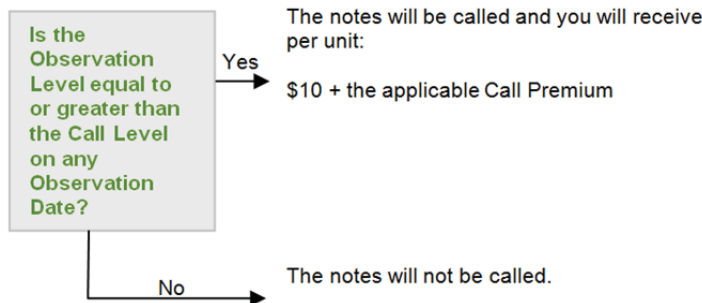 The notes will be called and you will receive
per unit:
$10 + the applicable Call Premium
Is the
Observation
Level equal to
or greater than
the Call Level
on any
Observation
Date?
Yes
No
The notes will not be called.